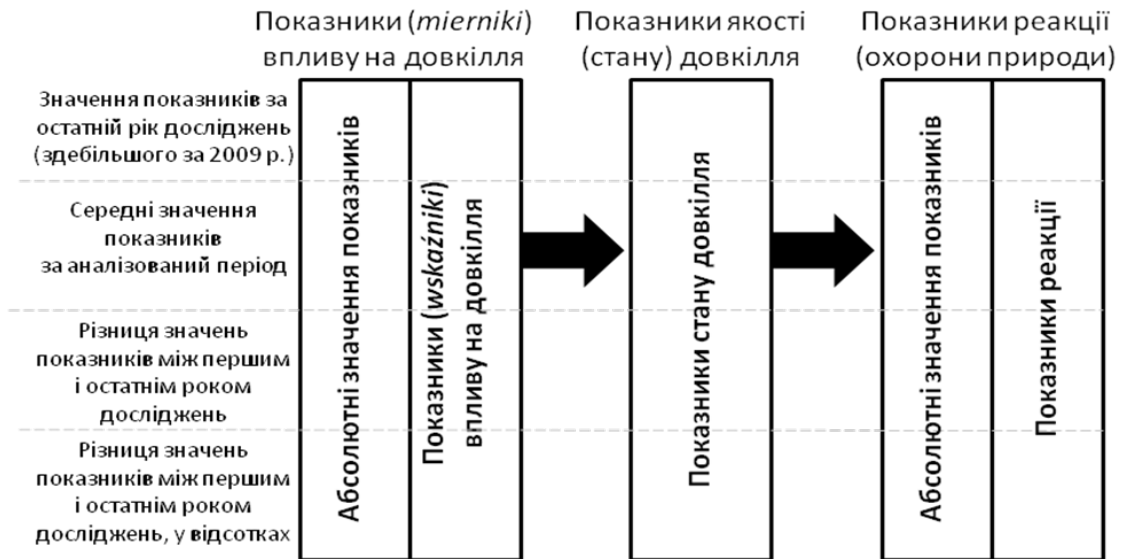 Показники (mierniki)
впливу на довкілля
Показники якості
(стану) довкілля
Показники реакції
(охорони природи)
Значення показників за
остатній рік досліджень
(здебільшого за 2009 р.)
Середні значення
показників
за аналізований період
Різниця значень
показників між першим
і остатнім роком
досліджень
Різниця значень
показників між першим
і остатнім роком
досліджень, у відсотках
Абсолютні значення показників
Показники (wskaźniki)
впливу на довкілля
Показники стану довкілля
Абсолютні значення показників
Показники реакції